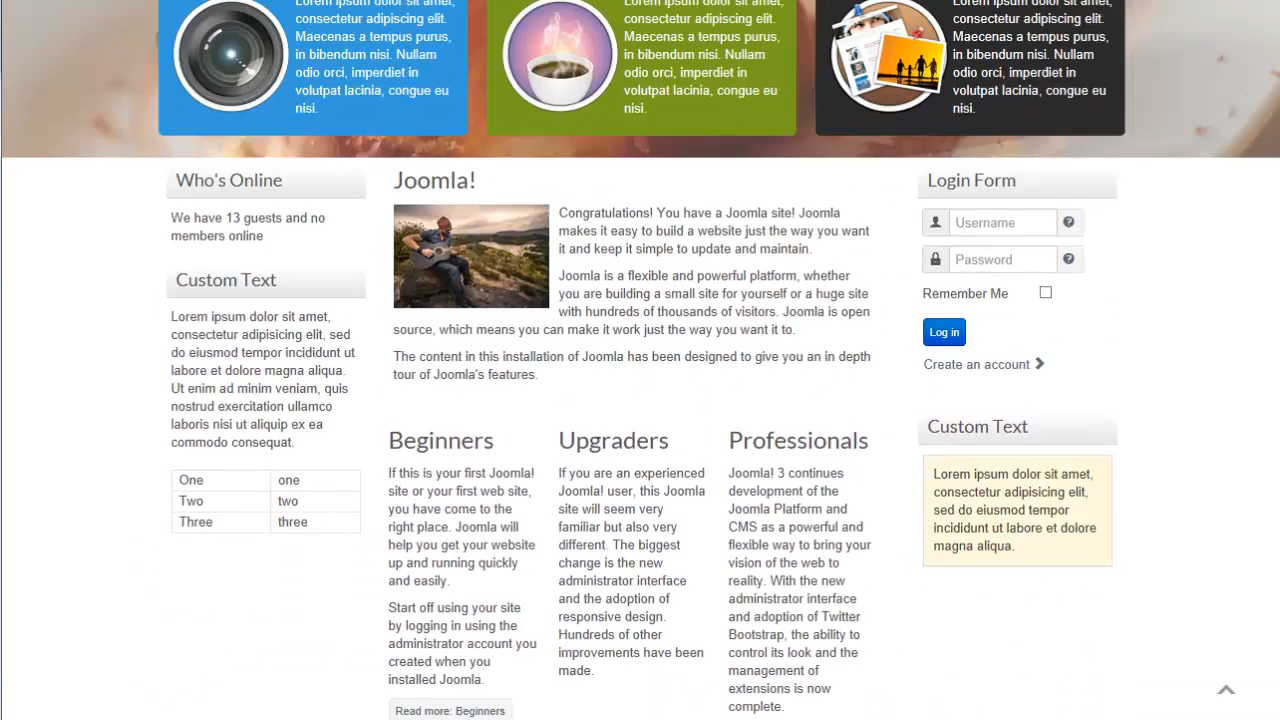 Lorem ipsum dolor sit amet,
consectetur adipiscing elit.
Maecenas a tempus purus,
in bibendum nisi. Nullam
odio orci, imperdiet in
volutpat lacinia, congue eu
nisi.
Lorem ipsum dolor sit amet,
consectetur adipiscing elit.
Maecenas a tempus purus,
in bibendum nisi. Nullam
odio orci, imperdiet in
volutpat lacinia, congue eu
nisi.
Lorem ipsum dolor sit amet,
consectetur adipiscing elit.
Maecenas a tempus purus,
in bibendum nisi. Nullam
odio orci, imperdiet in
volutpat lacinia, congue eu
nisi.
Who's Online
We have 13 guests and no
members online
Custom Text
Lorem ipsum dolor sit amet,
consectetur adipisicing elit, sed
do eiusmod tempor incididunt ut
labore et dolore magna aliqua.
Ut enim ad minim veniam, quis
nostrud exercitation ullamco
laboris nisi ut aliquip ex ea
commodo consequat.
One one
Two two
Three three
Joomla!
Congratulations! You have a Joomla site! Joomla
makes it easy to build a website just the way you want
it and keep it simple to update and maintain.
Joomla is a flexible and powerful platform, whether
you are building a small site for yourself or a huge site
with hundreds of thousands of visitors. Joomla is open
source, which means you can make it work just the way you want it to.
The content in this installation of Joomla has been designed to give you an in depth
tour of Joomla's features.
Beginners
If this is your first Joomla!
site or your first web site,
you have come to the
right place. Joomla will
help you get your website
up and running quickly
and easily.
Start off using your site
by logging in using the
administrator account you
created when you
installed Joomla.
Read more: Beginners
Upgraders
If you are an experienced
Joomla! user, this Joomla
site will seem very
familiar but also very
different. The biggest
change is the new
administrator interface
and the adoption of
responsive design.
Hundreds of other
improvements have been
made.
Professionals
Joomla! 3 continues
development of the
Joomla Platform and
CMS as a powerful and
flexible way to bring your
vision of the web to
reality. With the new
administrator interface
and adoption of Twitter
Bootstrap, the ability to
control its look and the
management of
extensions is now
complete.
Login Form
Username
Password
Remember Me
Log in
Create an account
Custom Text
Lorem ipsum dolor sit amet,
consectetur adipisicing elit,
sed do eiusmod tempor
incididunt ut labore et dolore
magna aliqua.